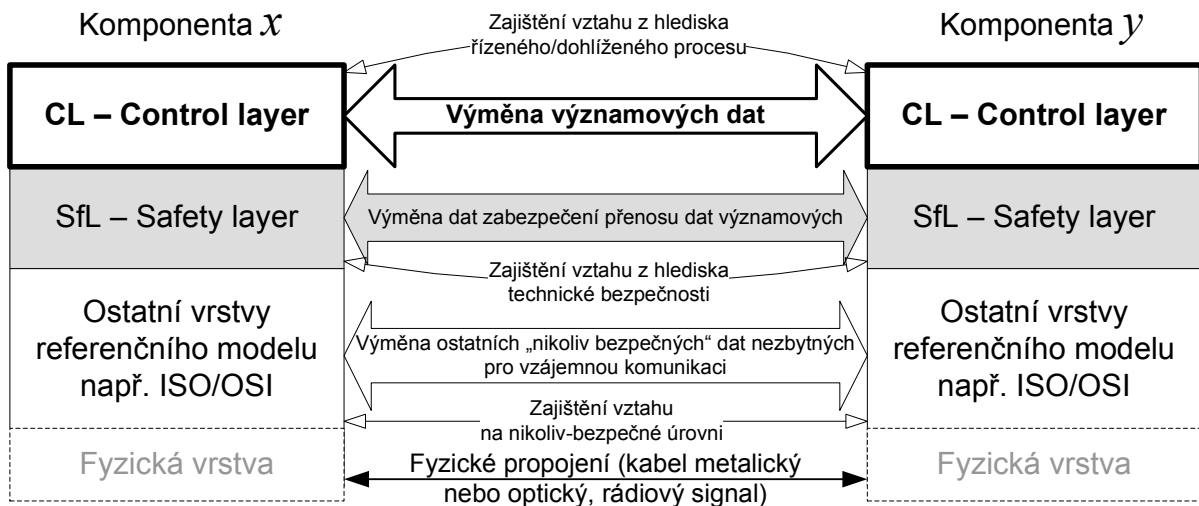 Komponenta x
Zajištění vztahu z hlediska
řízeného/dohlíženého procesu
Komponenta y
CL – Control layer
Výměna významových dat
CL – Control layer
SfL – Safety layer
Výměna dat zabezpečení přenosu dat významových
SfL – Safety layer
Zajištění vztahu z hlediska
technické bezpečnosti
Ostatní vrstvy
referenčního modelu
např. ISO/OSI
Výměna ostatních „nikoliv bezpečných“ dat nezbytných
pro vzájemnou komunikaci
Ostatní vrstvy
referenčního modelu
např. ISO/OSI
Zajištění vztahu
na nikoliv-bezpečné úrovni
Fyzická vrstva
Fyzické propojení (kabel metalický
nebo optický, rádiový signal)
Fyzická vrstva